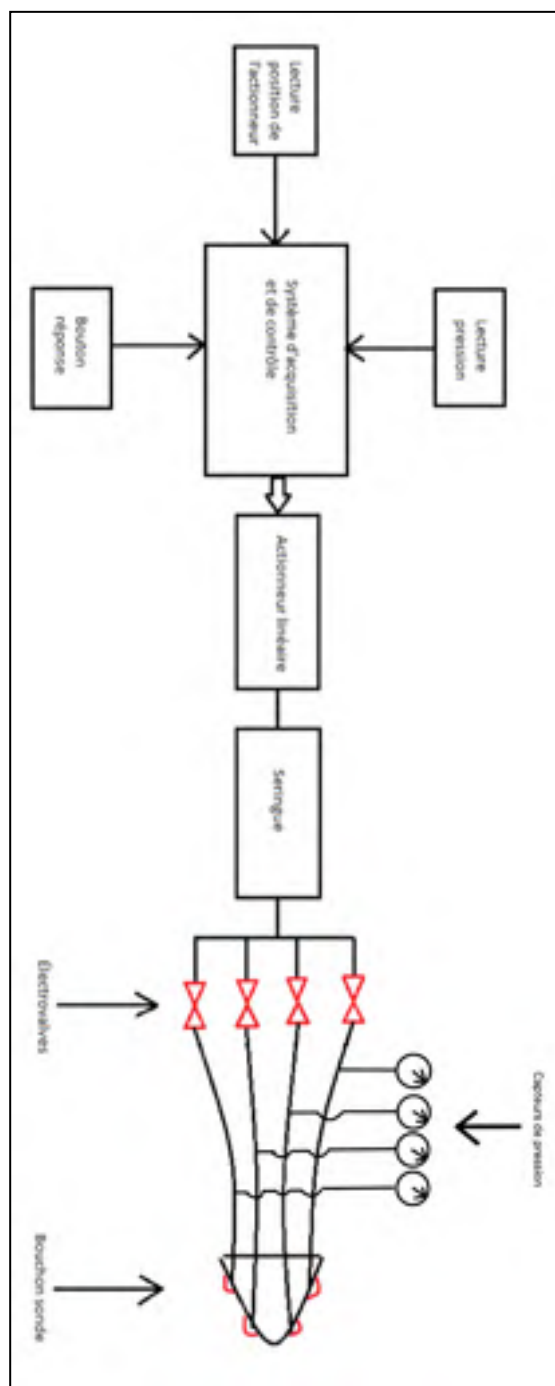 Lecture
position de
l'actionneur
Lecture
pression
Bouton
réponse
Système d'acquisition
et de contrôle
Actionneur linéaire
Seringue
Électrovalves
Capteurs de pression
Bouchon sonde